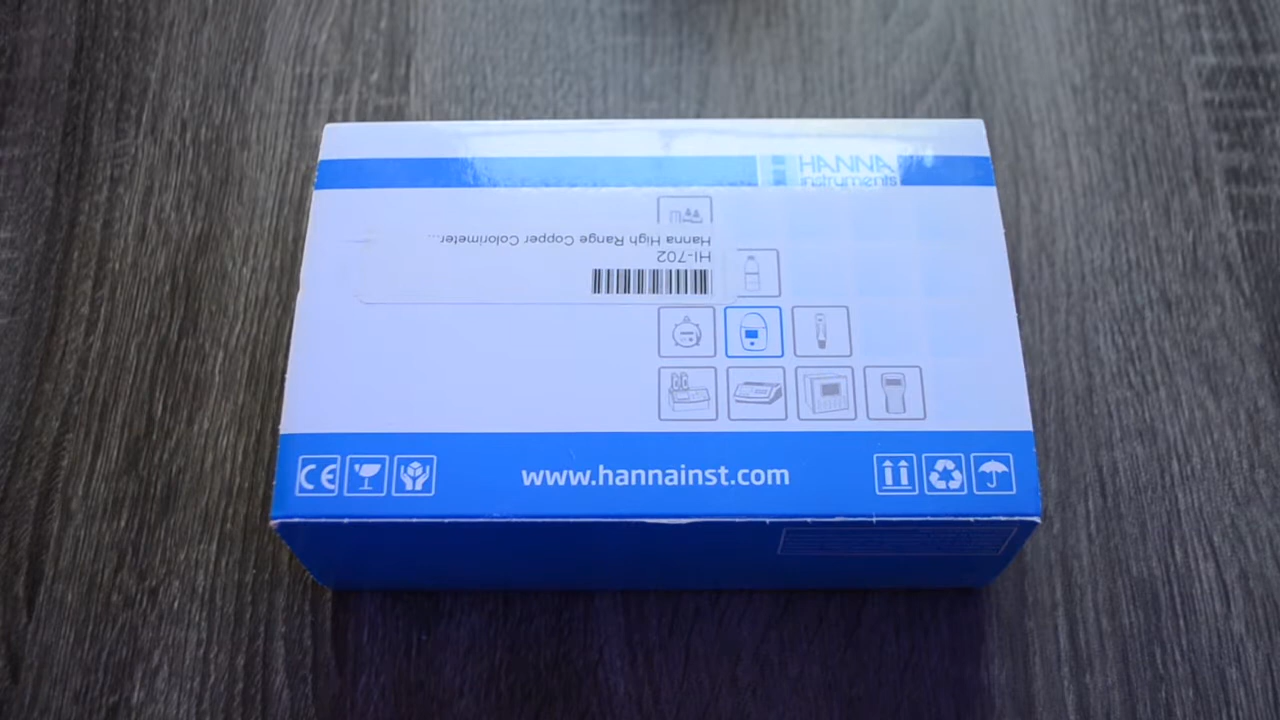 HANNA
instruments
Hanna High Range Copper Colorimeter...
HI-702
CE
www.hannainst.com